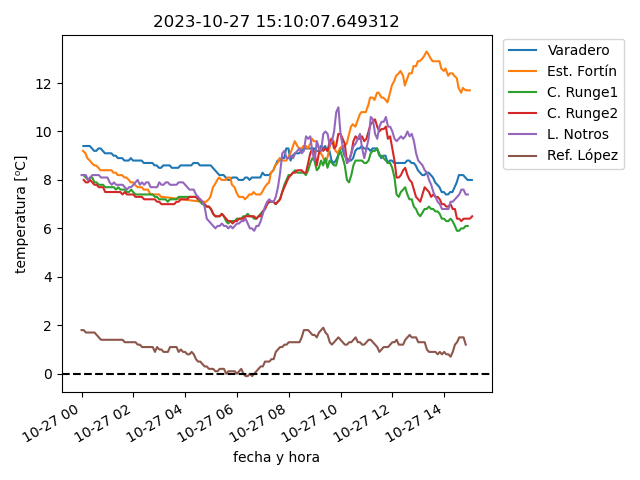 2023-10-27 15:10:07.649312
temperatura [ºC]
12
10
8
6
4
2
0
10-27 00
10-27 02
10-27 04
10-27 06
10-27 08
10-27 10
10-27 12
10-27 14
fecha y hora
Varadero
Est. Fortín
C. Runge1
C. Runge2
L. Notros
Ref. López